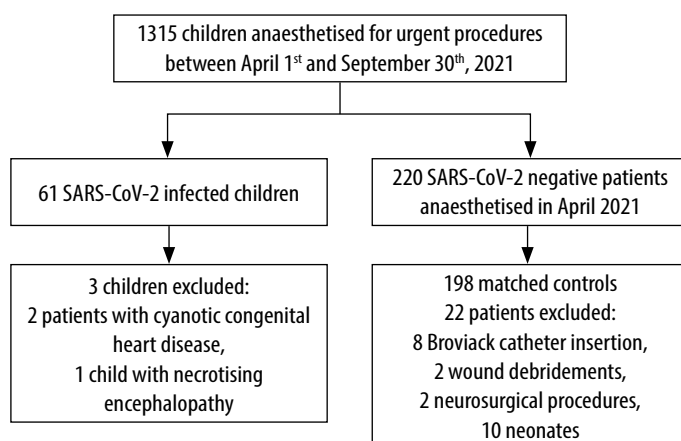 1315 children anaesthetised for urgent procedures
between April 1st and September 30th, 2021
61 SARS-CoV-2 infected children
220 SARS-CoV-2 negative patients
anaesthetised in April 2021
3 children excluded:
2 patients with cyanotic congenital
heart disease,
1 child with necrotising
encephalopathy
198 matched controls
22 patients excluded:
8 Broviack catheter insertion,
2 wound debridements,
2 neurosurgical procedures,
10 neonates